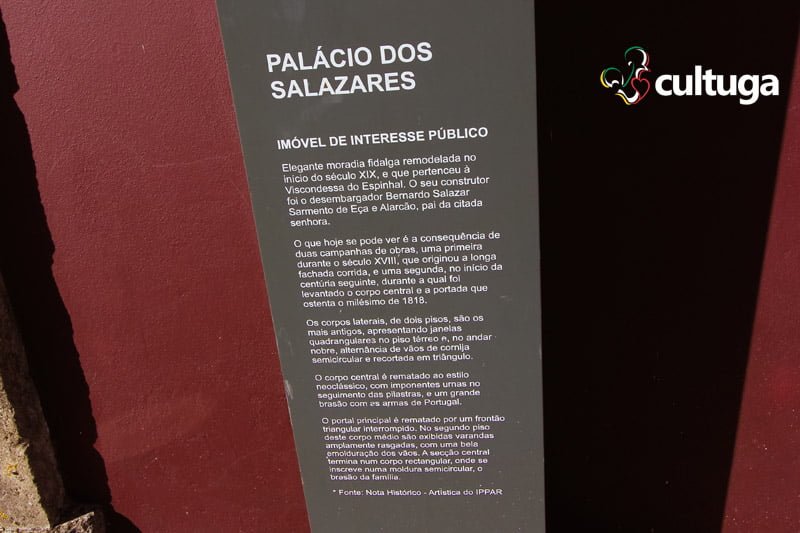 PALÁCIO DOS
SALAZARES
cultuga
IMÓVEL DE INTERESSE PÚBLICO
Elegante moradia fidalga remodelada no
início do século XIX, e que pertenceu à
Viscondessa do Espinhal. O seu construtor
foi o desembargador Bernardo Salazar
Sarmento de Eça e Alarcão, pai da citada
senhora.
O que hoje se pode ver é a consequência de
duas campanhas de obras, uma primeira
durante o século XVIII, que originou a longa
fachada corrida, e uma segunda, no início da
centúria seguinte, durante a qual foi
levantado o corpo central e a portada que
ostenta o milésimo de 1818.
Os corpos laterais, de dois pisos, são os
mais antigos, apresentando janelas
quadrangulares no piso térreo e, no andar
nobre, alternância de vãos de cornija
semicircular e recortada em triângulo.
O corpo central é rematado ao estilo
neoclássico, com imponentes urnas no
seguimento das pilastras, e um grande
brasão com as armas de Portugal.
O portal principal é rematado por um frontão
triangular interrompido. No segundo piso
deste corpo médio são exibidas varandas
amplamente rasgadas, com uma bela
emolduração dos vãos. A secção central
termina num corpo rectangular, onde se
inscreve numa moldura semicircular, o
brasão da família.
* Fonte: Nota Histórico - Artística do IPPAR